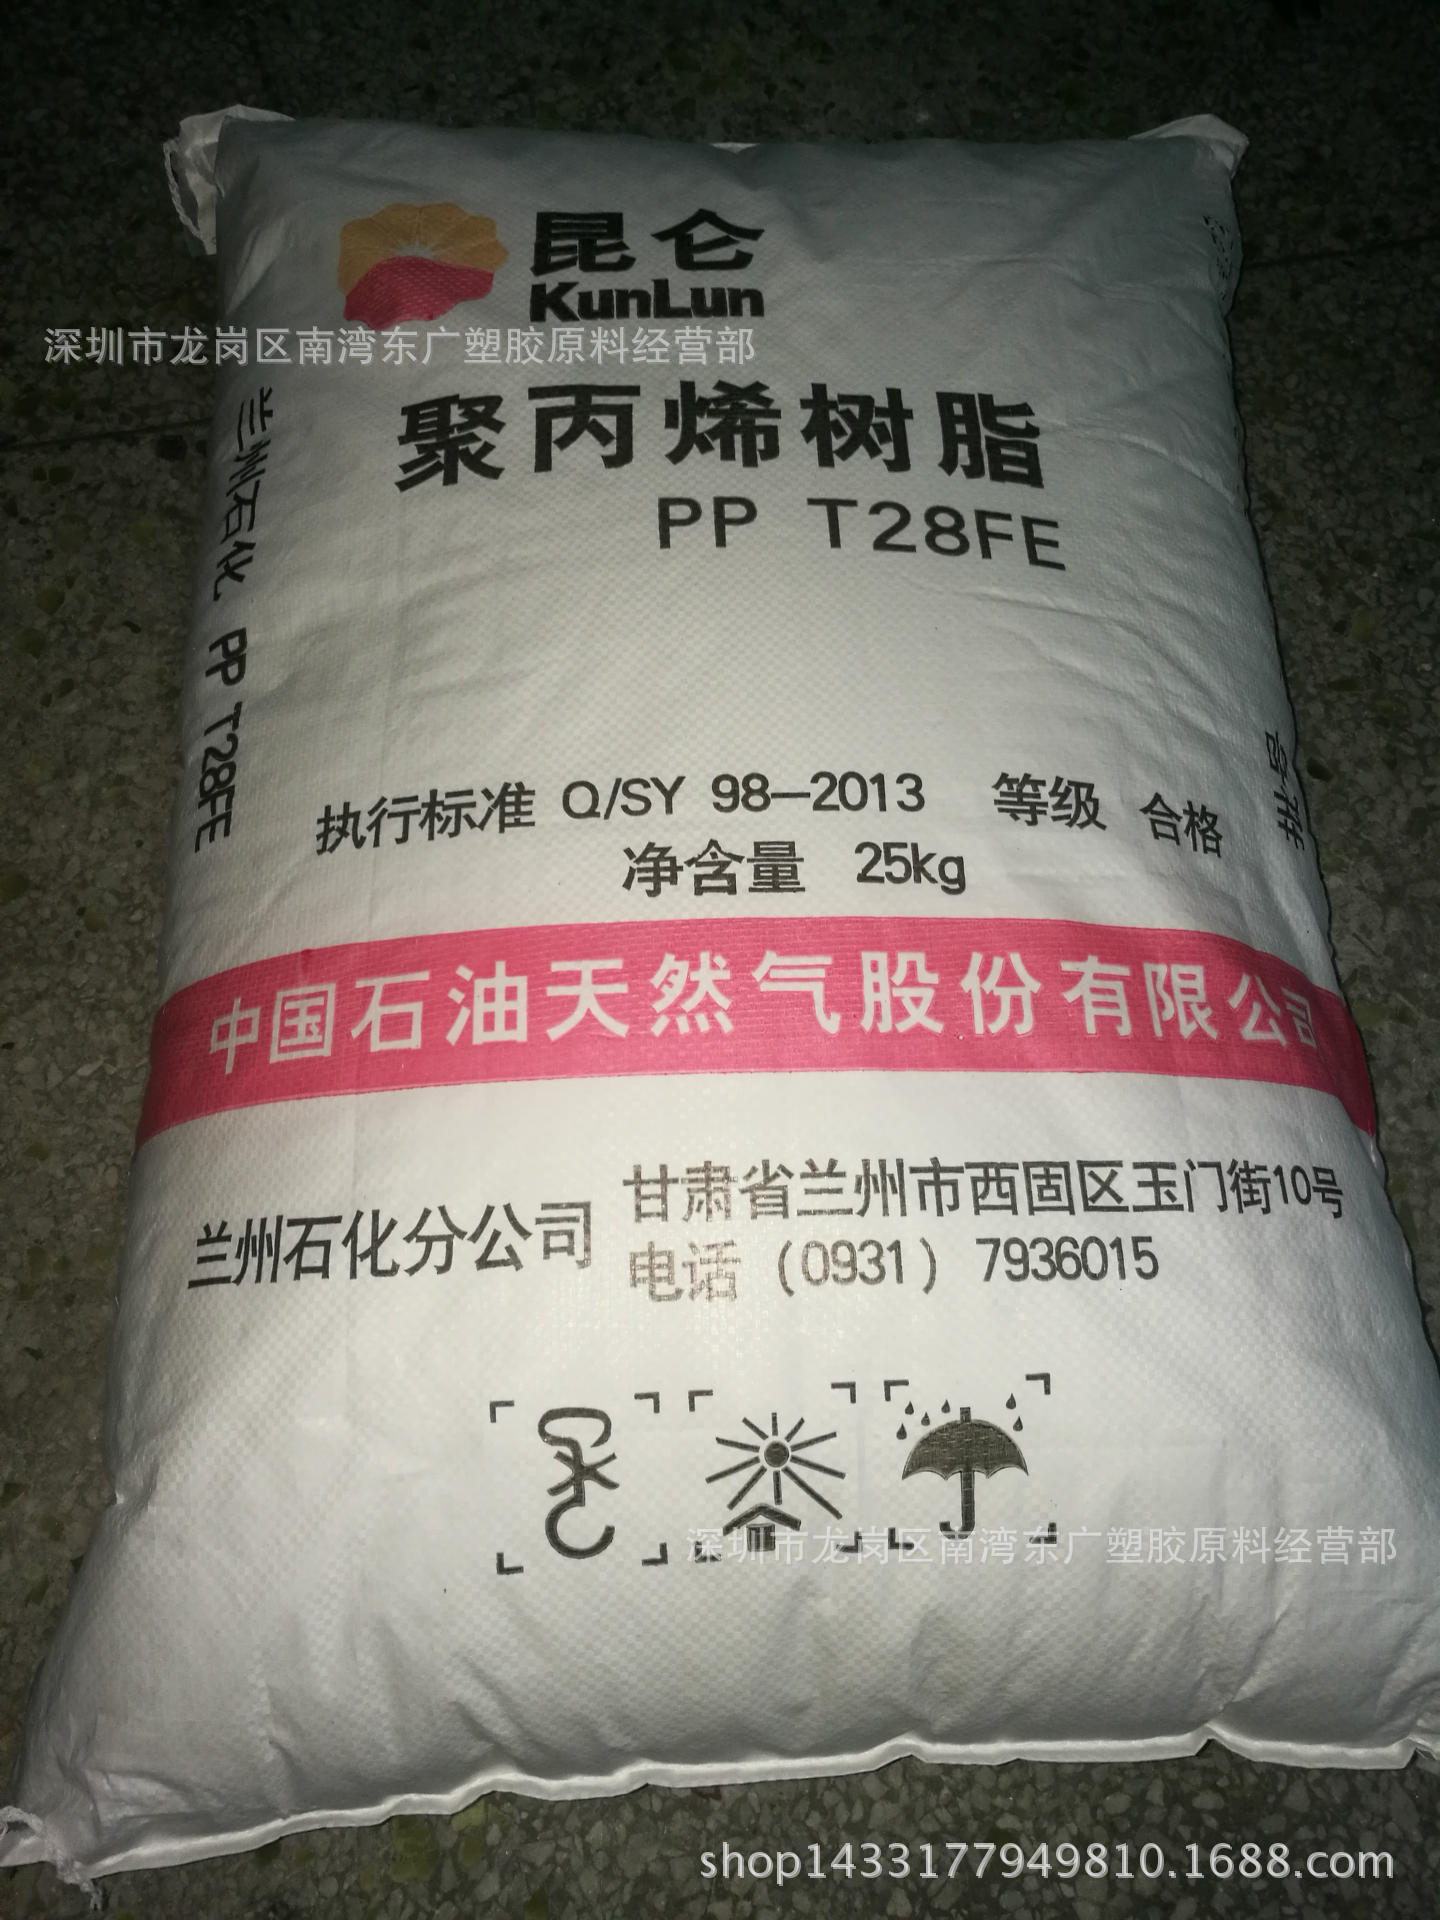 昆仑
KunLun
深圳市龙岗区南湾东广塑胶原料经营部
聚丙烯树脂
PP T28FE
兰州石化 PP T28FE
执行标准 Q/SY 98—2013 等级 合格
净含量 25kg
中国石油天然气股份有限公司
兰州石化分公司
甘肃省兰州市西固区玉门街10号
电话 (0931) 7936015
深圳市龙岗区南湾东广塑胶原料经营部
shop1433177949810.1688.com